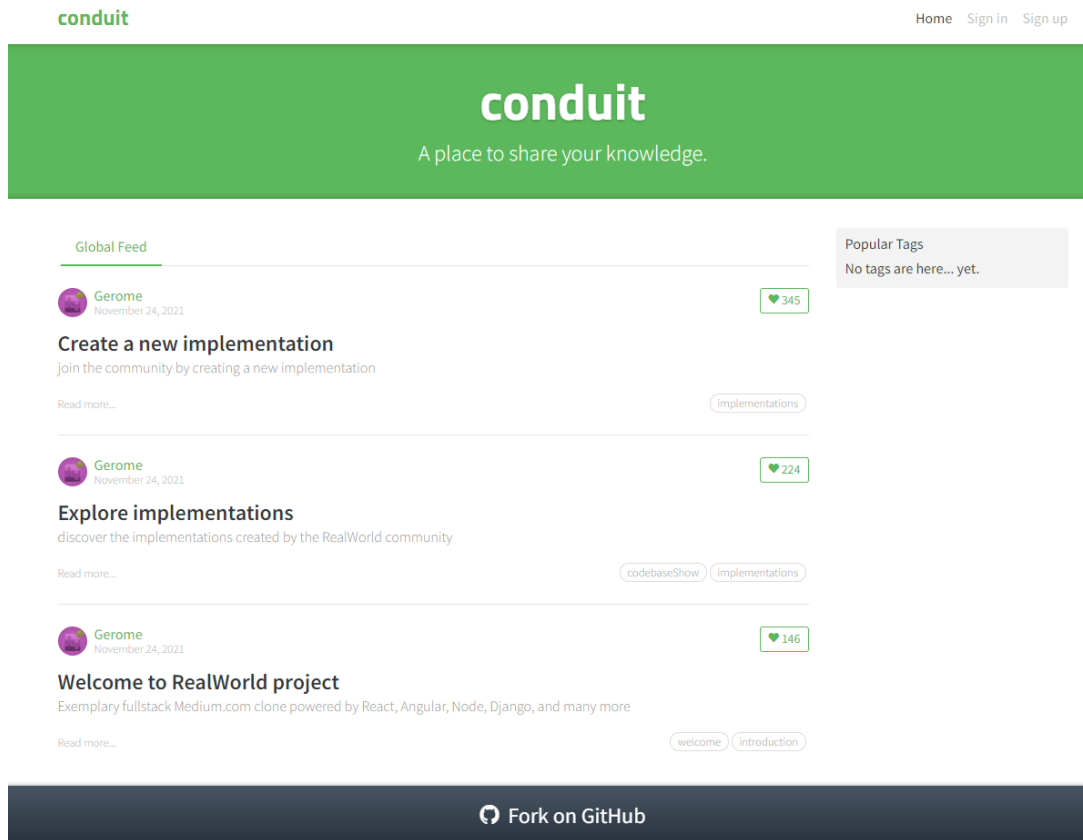 conduit
Home Sign in Sign up
conduit
A place to share your knowledge.
Global Feed
Popular Tags
No tags are here... yet.
Gerome
November 24, 2021
345
Create a new implementation
join the community by creating a new implementation
Read more...
implementations
Gerome
November 24, 2021
224
Explore implementations
discover the implementations created by the RealWorld community
Read more...
codebaseShow implementations
Gerome
November 24, 2021
146
Welcome to RealWorld project
Exemplary fullstack Medium.com clone powered by React, Angular, Node, Django, and many more
Read more...
welcome introduction
Fork on GitHub